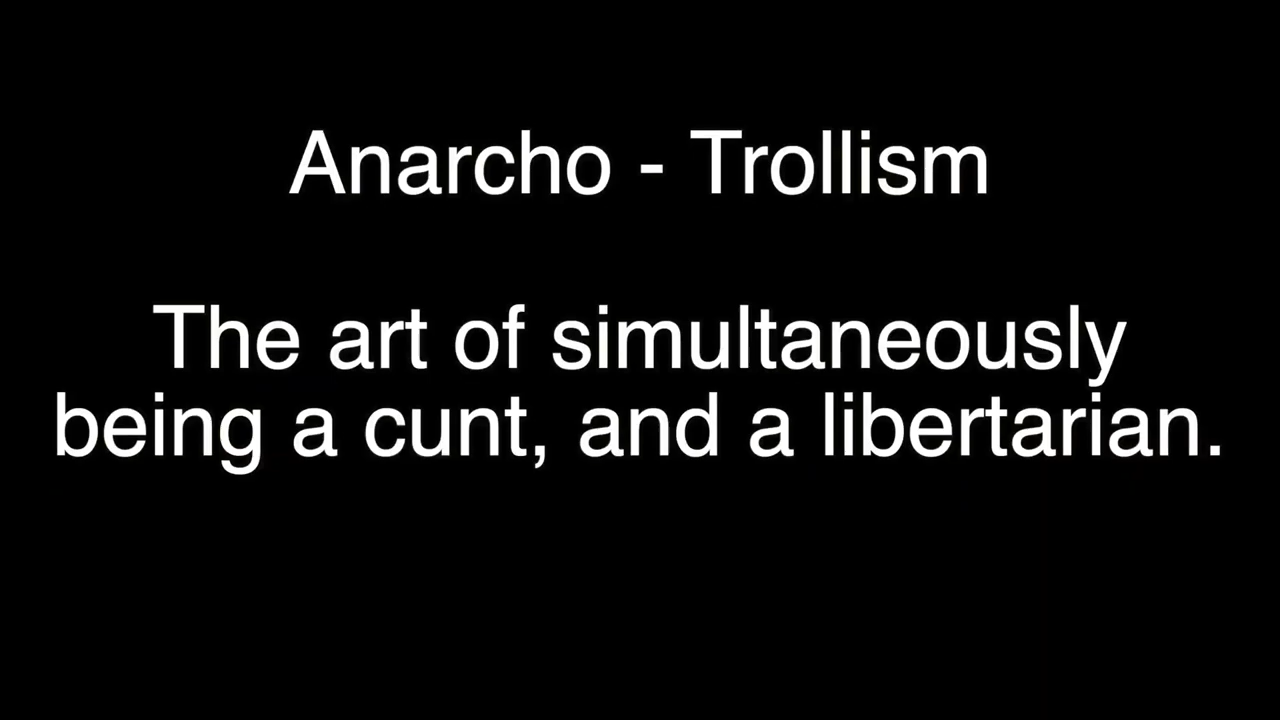 Anarcho - Trollism
The art of simultaneously
being a cunt, and a libertarian.